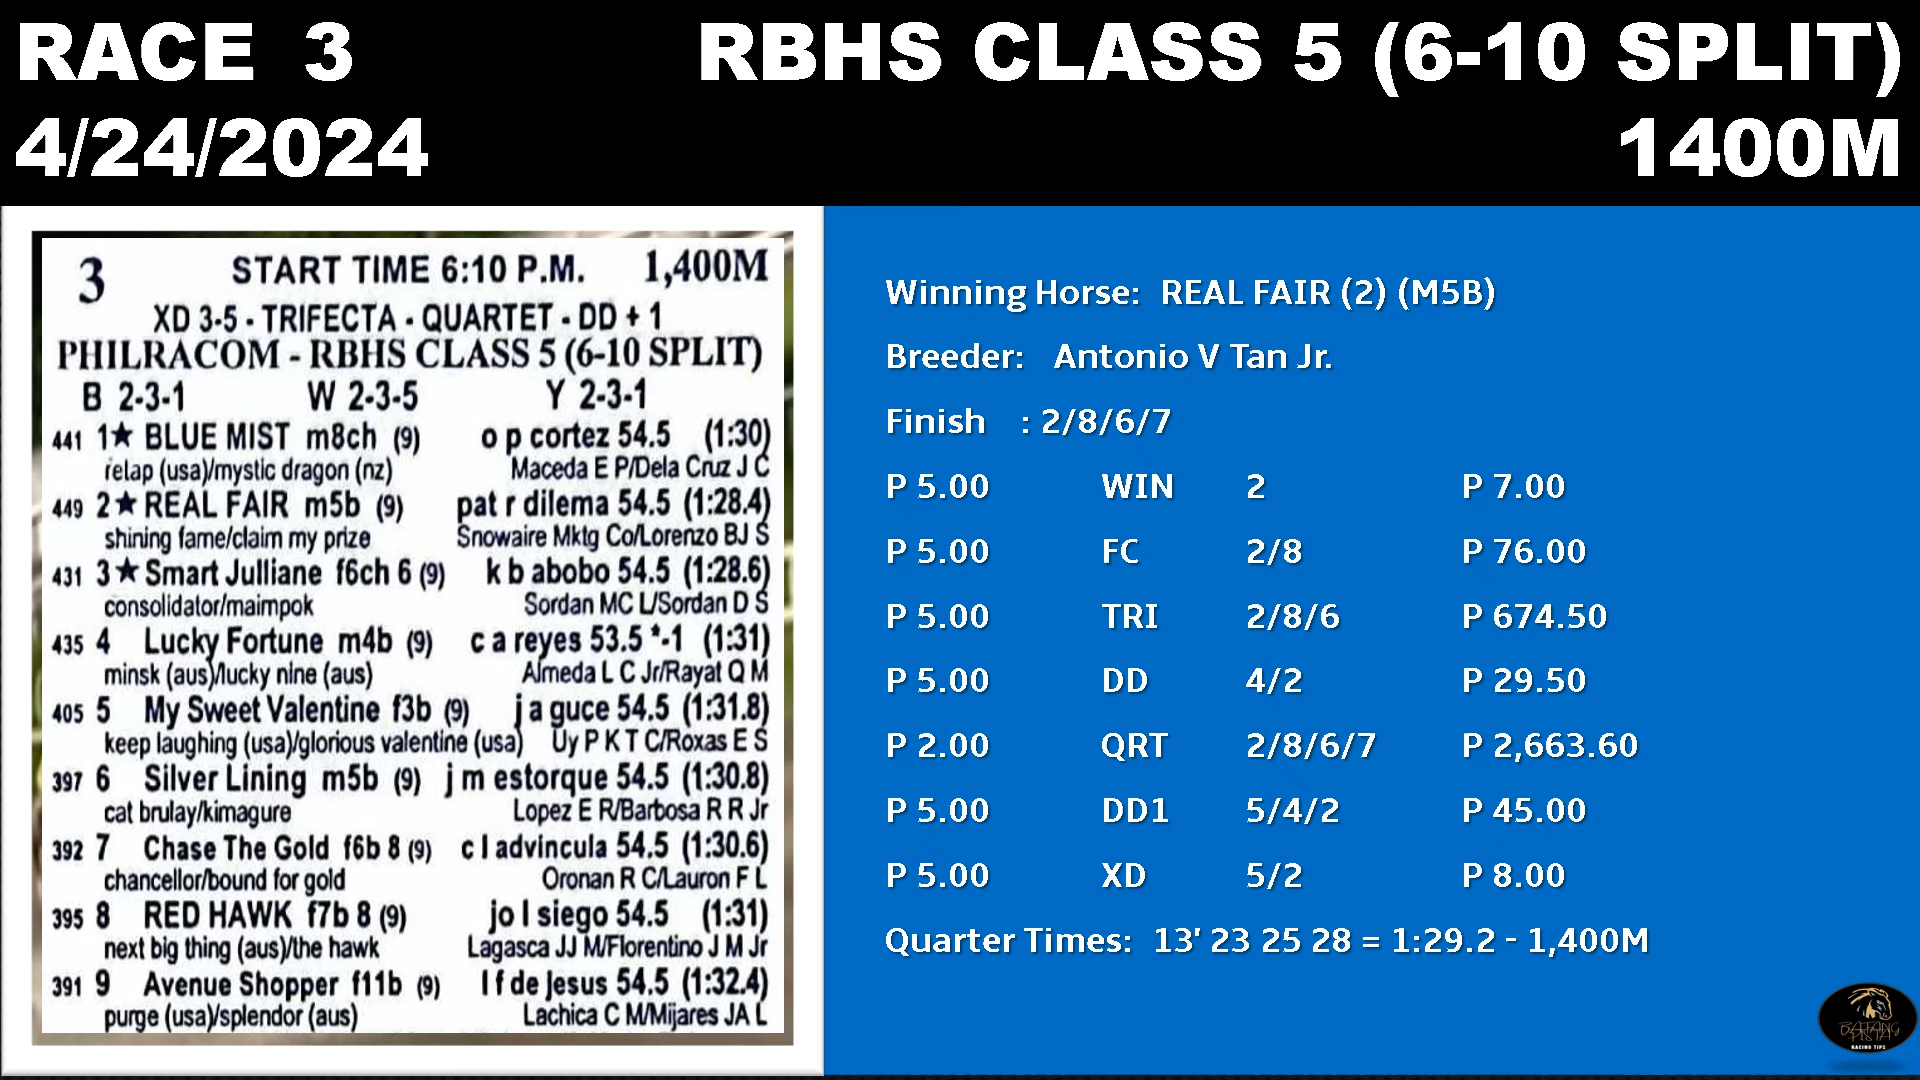 RACE 3 RBHS CLASS 5 (6-10 SPLIT)
4/24/2024 1400M
3 START TIME 6:10 P.M. 1,400M
XD 3-5 - TRIFECTA - QUARTET - DD + 1
PHILRACOM - RBHS CLASS 5 (6-10 SPLIT)
B 2-3-1 W 2-3-5 Y 2-3-1
441 1★ BLUE MIST m8ch (9) o p cortez 54.5 (1:30)
relap (usa)/mystic dragon (nz) Maceda E P/Dela Cruz J C
449 2★ REAL FAIR m5b (9) pat r dilema 54.5 (1:28.4)
shining fame/claim my prize Snowaire Mktg Co/Lorenzo BJ S
431 3★ Smart Julliane f6ch 6 (9) k b abobo 54.5 (1:28.6)
consolidator/maimpok Sordan MC L/Sordan D S
435 4 Lucky Fortune m4b (9) c a reyes 53.5 *-1 (1:31)
minsk (aus)/lucky nine (aus) Almeda L C Jr/Rayat Q M
405 5 My Sweet Valentine f3b (9) j a guce 54.5 (1:31.8)
keep laughing (usa)/glorious valentine (usa) Uy P K T C/Roxas E S
397 6 Silver Lining m5b (9) j m estorque 54.5 (1:30.8)
cat brulay/kimagure Lopez E R/Barbosa R R Jr
392 7 Chase The Gold f6b 8 (9) c l advincula 54.5 (1:30.6)
chancellor/bound for gold Oronan R C/Lauron F L
395 8 RED HAWK f7b 8 (9) jo l siego 54.5 (1:31)
next big thing (aus)/the hawk Lagasca JJ M/Florentino J M Jr
391 9 Avenue Shopper f11b (9) l f de jesus 54.5 (1:32.4)
purge (usa)/splendor (aus) Lachica C M/Mijares JA L
Winning Horse: REAL FAIR (2) (M5B)
Breeder: Antonio V Tan Jr.
Finish : 2/8/6/7
P 5.00 WIN 2 P 7.00
P 5.00 FC 2/8 P 76.00
P 5.00 TRI 2/8/6 P 674.50
P 5.00 DD 4/2 P 29.50
P 2.00 QRT 2/8/6/7 P 2,663.60
P 5.00 DD1 5/4/2 P 45.00
P 5.00 XD 5/2 P 8.00
Quarter Times: 13' 23 25 28 = 1:29.2 - 1,400M
BATANG
PISTA
RACING TIPS